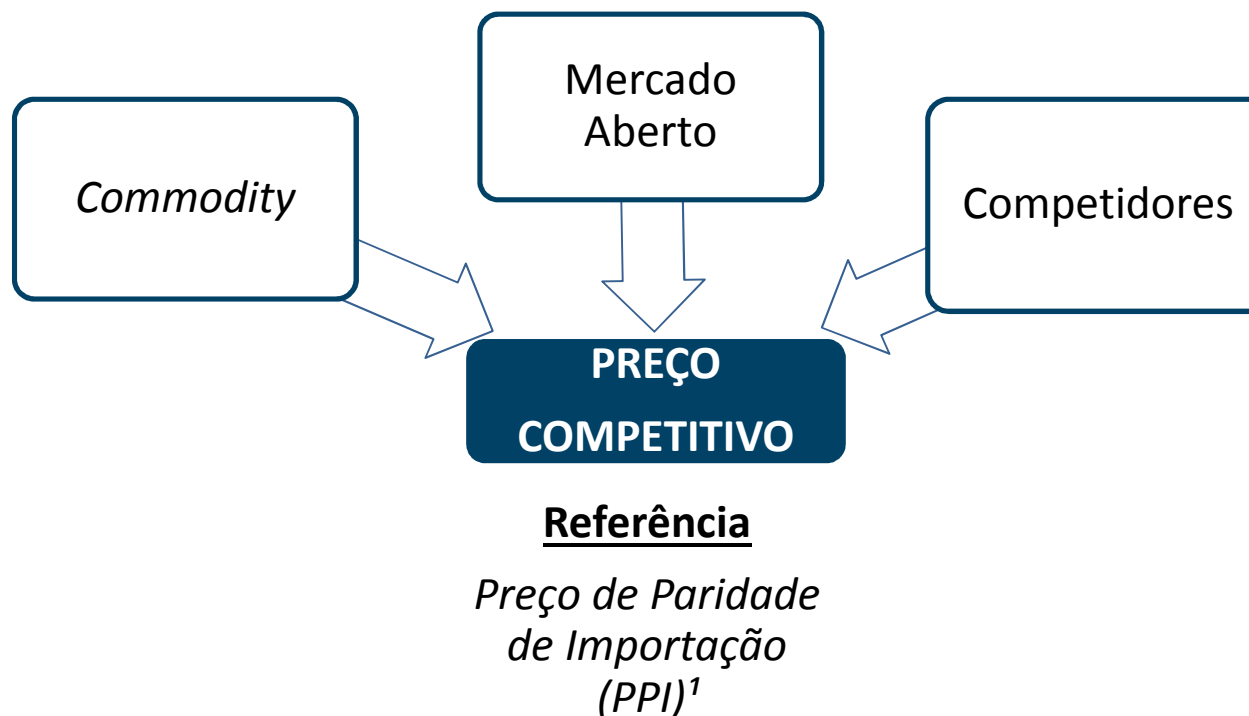 Commodity
Mercado
Aberto
Competidores
PREÇO
COMPETITIVO
Referência
Preço de Paridade
de Importação
(PPI)¹